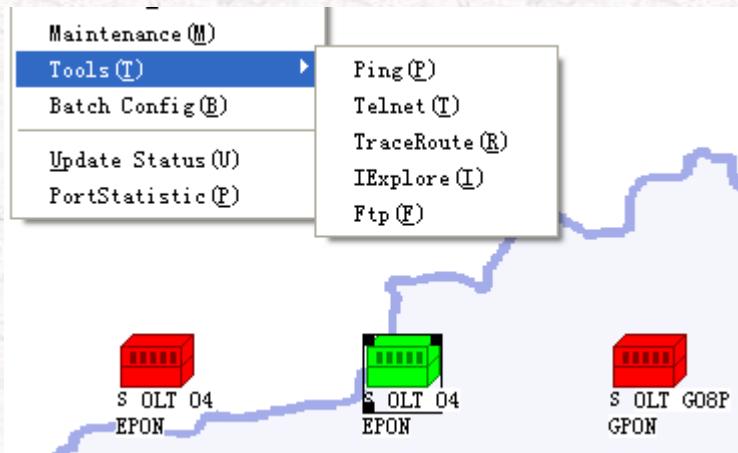 Maintenance(M)
Tools(T)
Batch Config(B)
Update Status(U)
PortStatistic(P)
Ping(P)
Telnet(T)
TraceRoute(R)
IExplore(I)
Ftp(F)
S OLT 04
EPON
S OLT 04
EPON
S OLT G08P
GPON